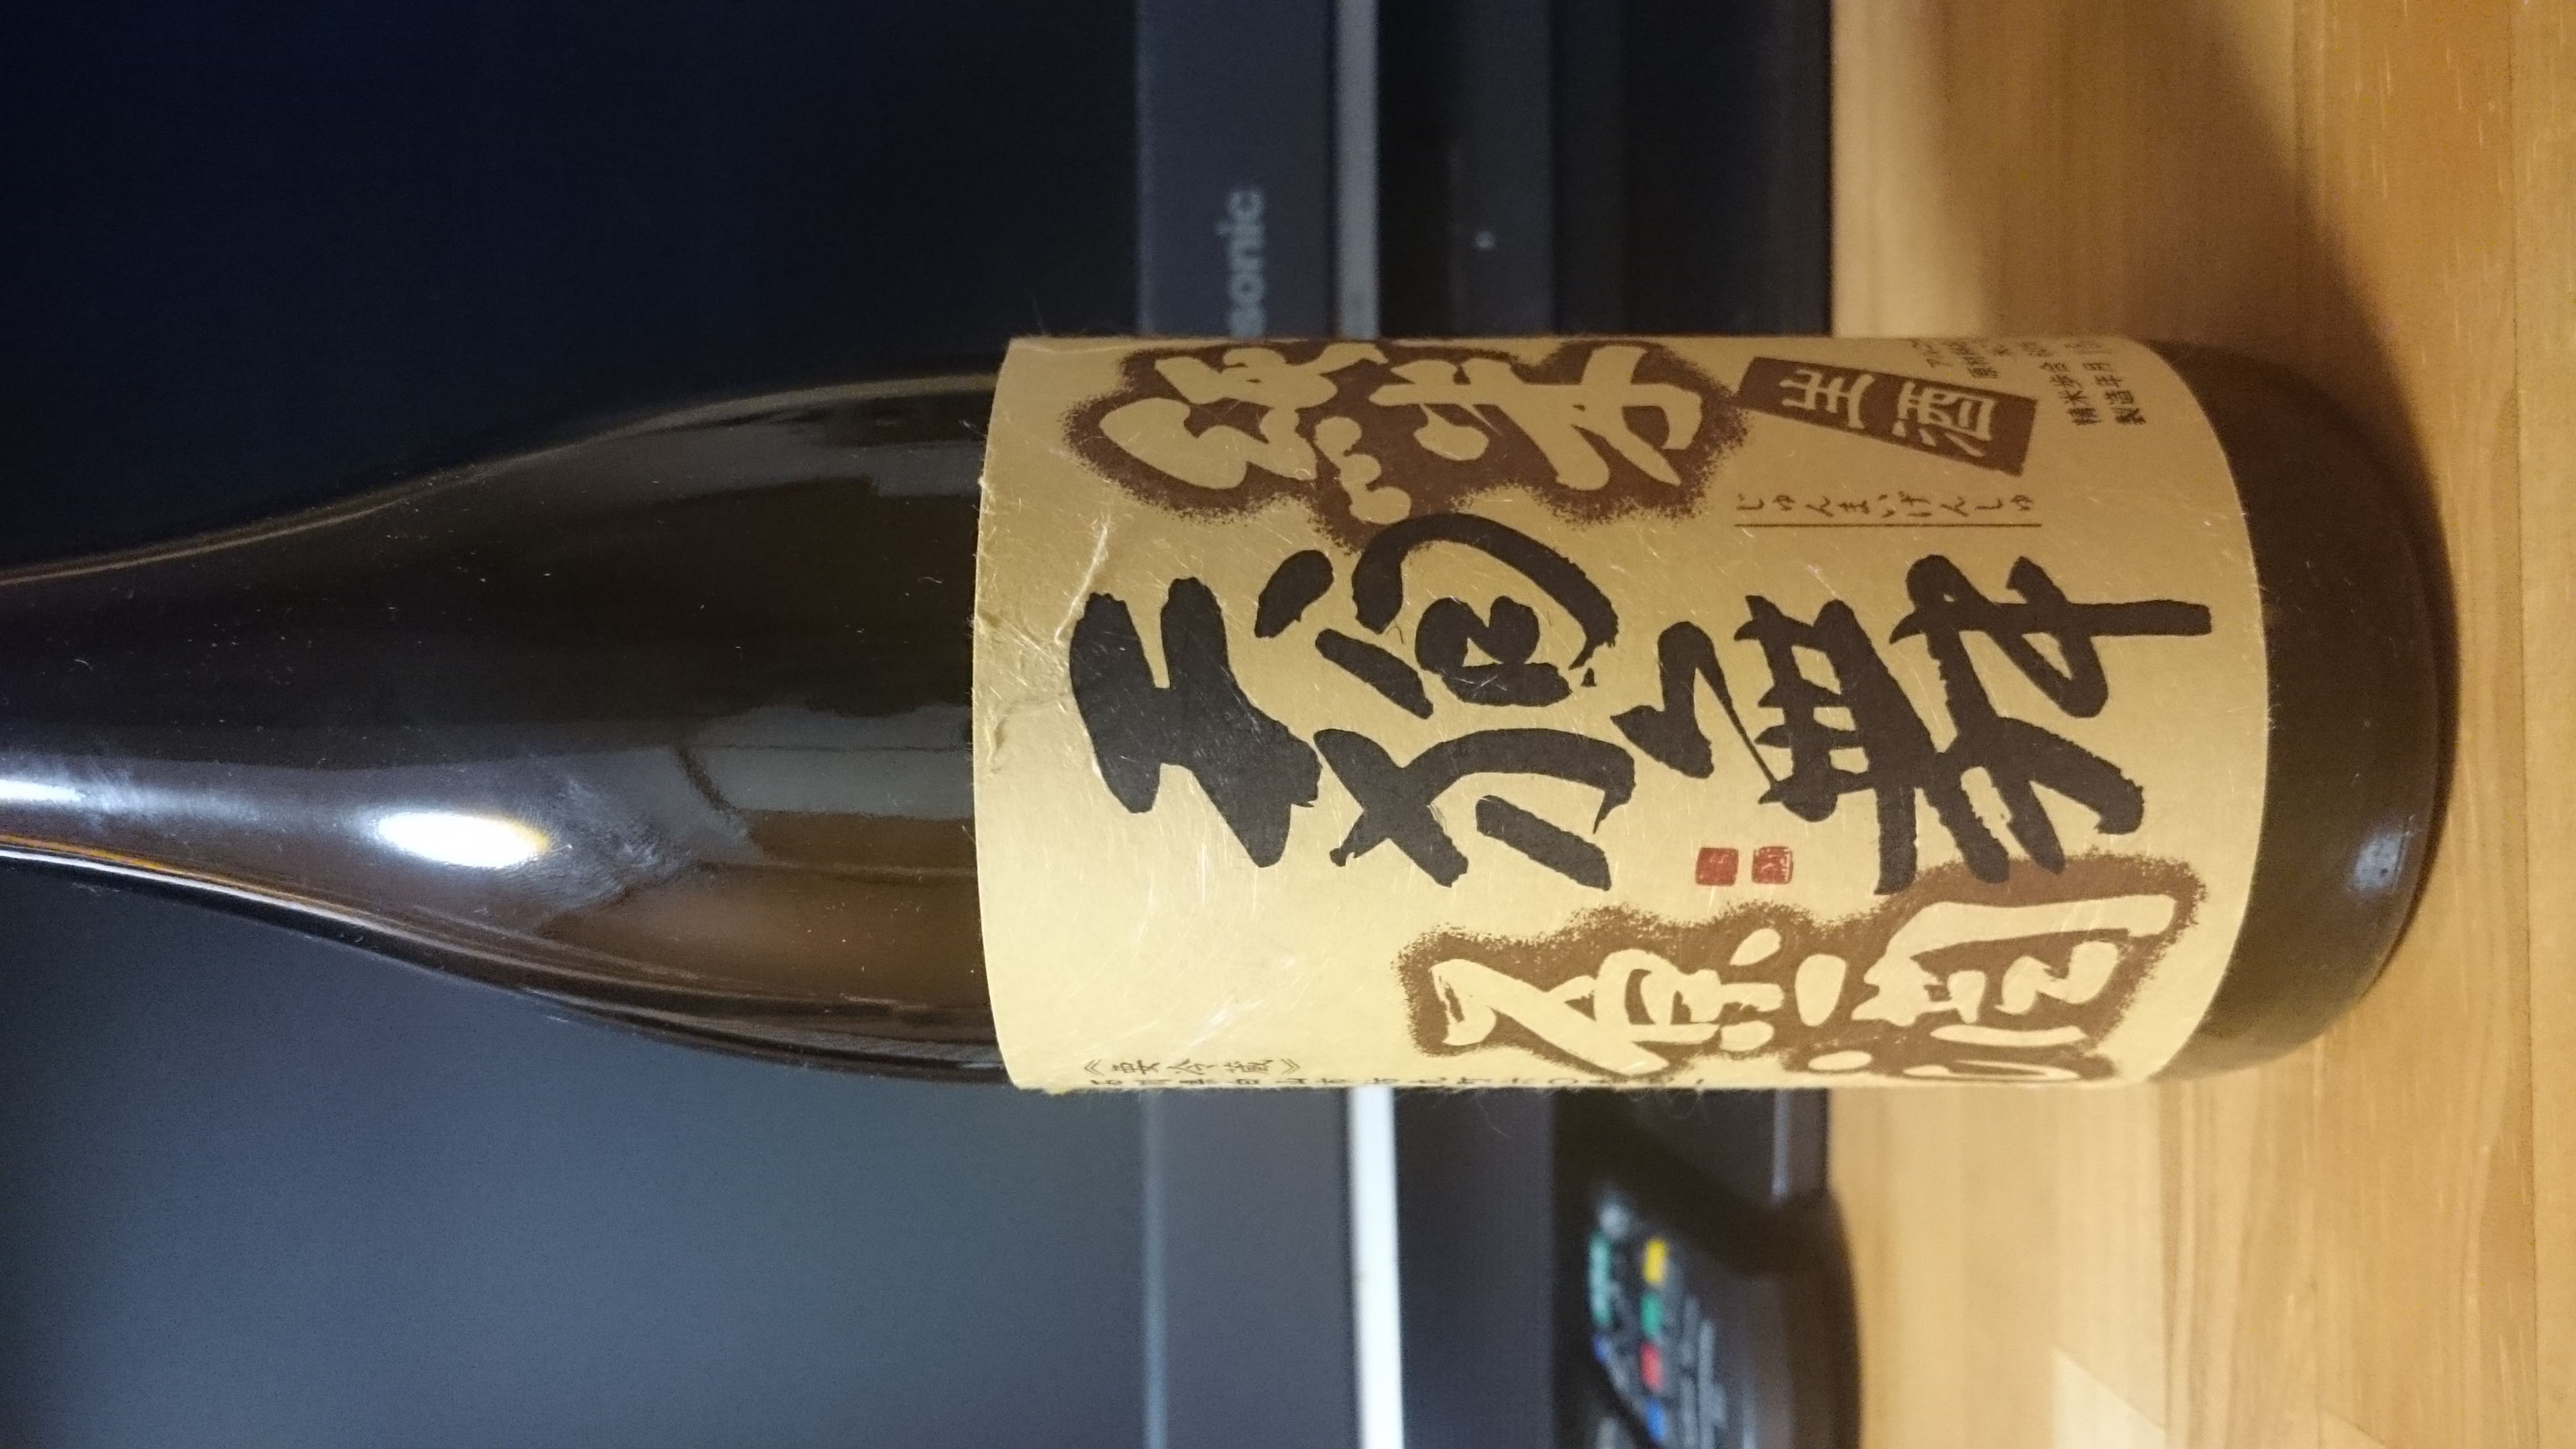 純米
天狗舞
原酒
生酒
じゅんまいげんしゅ
精米歩合
製造年月
《要冷蔵》
sonic